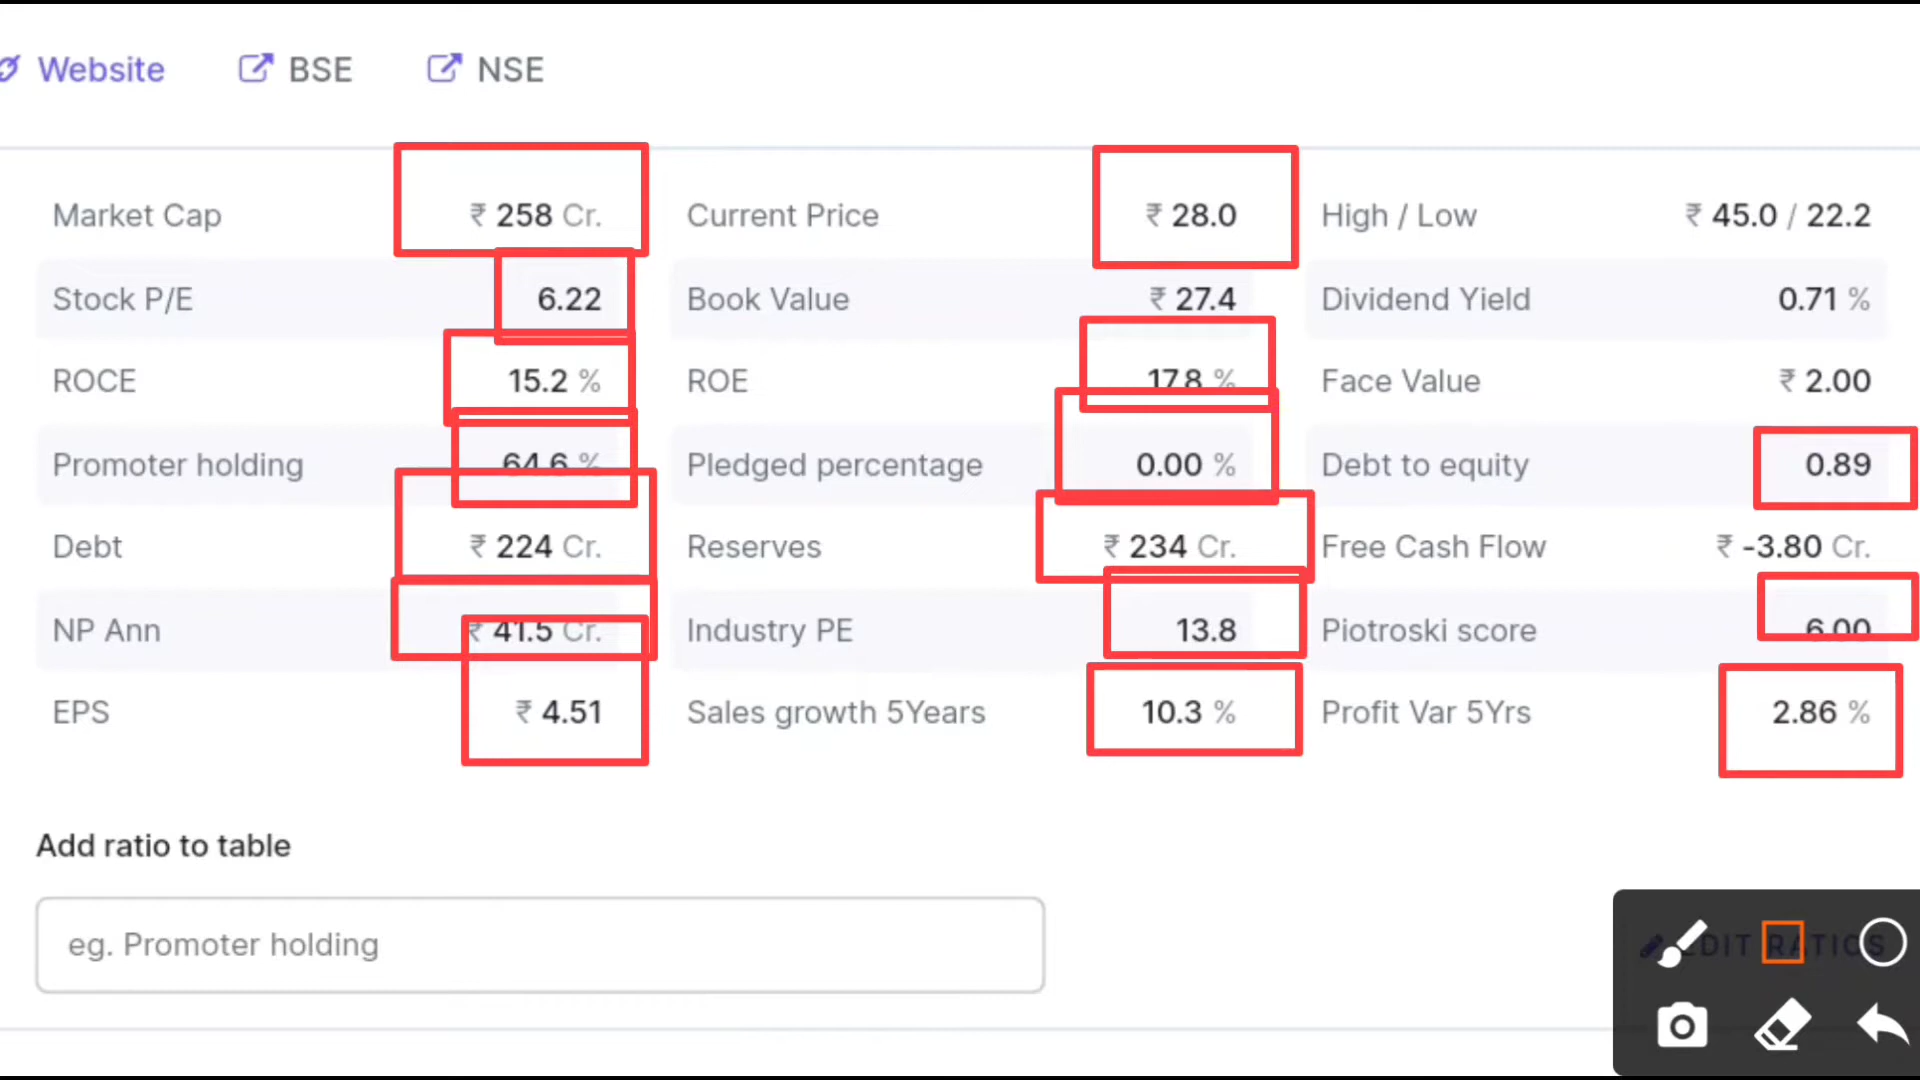 Website BSE NSE
Market Cap ₹ 258 Cr. Current Price ₹ 28.0 High / Low ₹ 45.0 / 22.2
Stock P/E 6.22 Book Value ₹ 27.4 Dividend Yield 0.71 %
ROCE 15.2 % ROE 17.8 % Face Value ₹ 2.00
Promoter holding 64.6 % Pledged percentage 0.00 % Debt to equity 0.89
Debt ₹ 224 Cr. Reserves ₹ 234 Cr. Free Cash Flow ₹ -3.80 Cr.
NP Ann ₹ 41.5 Cr. Industry PE 13.8 Piotroski score 6.00
EPS ₹ 4.51 Sales growth 5Years 10.3 % Profit Var 5Yrs 2.86 %
Add ratio to table
eg. Promoter holding
EDIT RATIOS